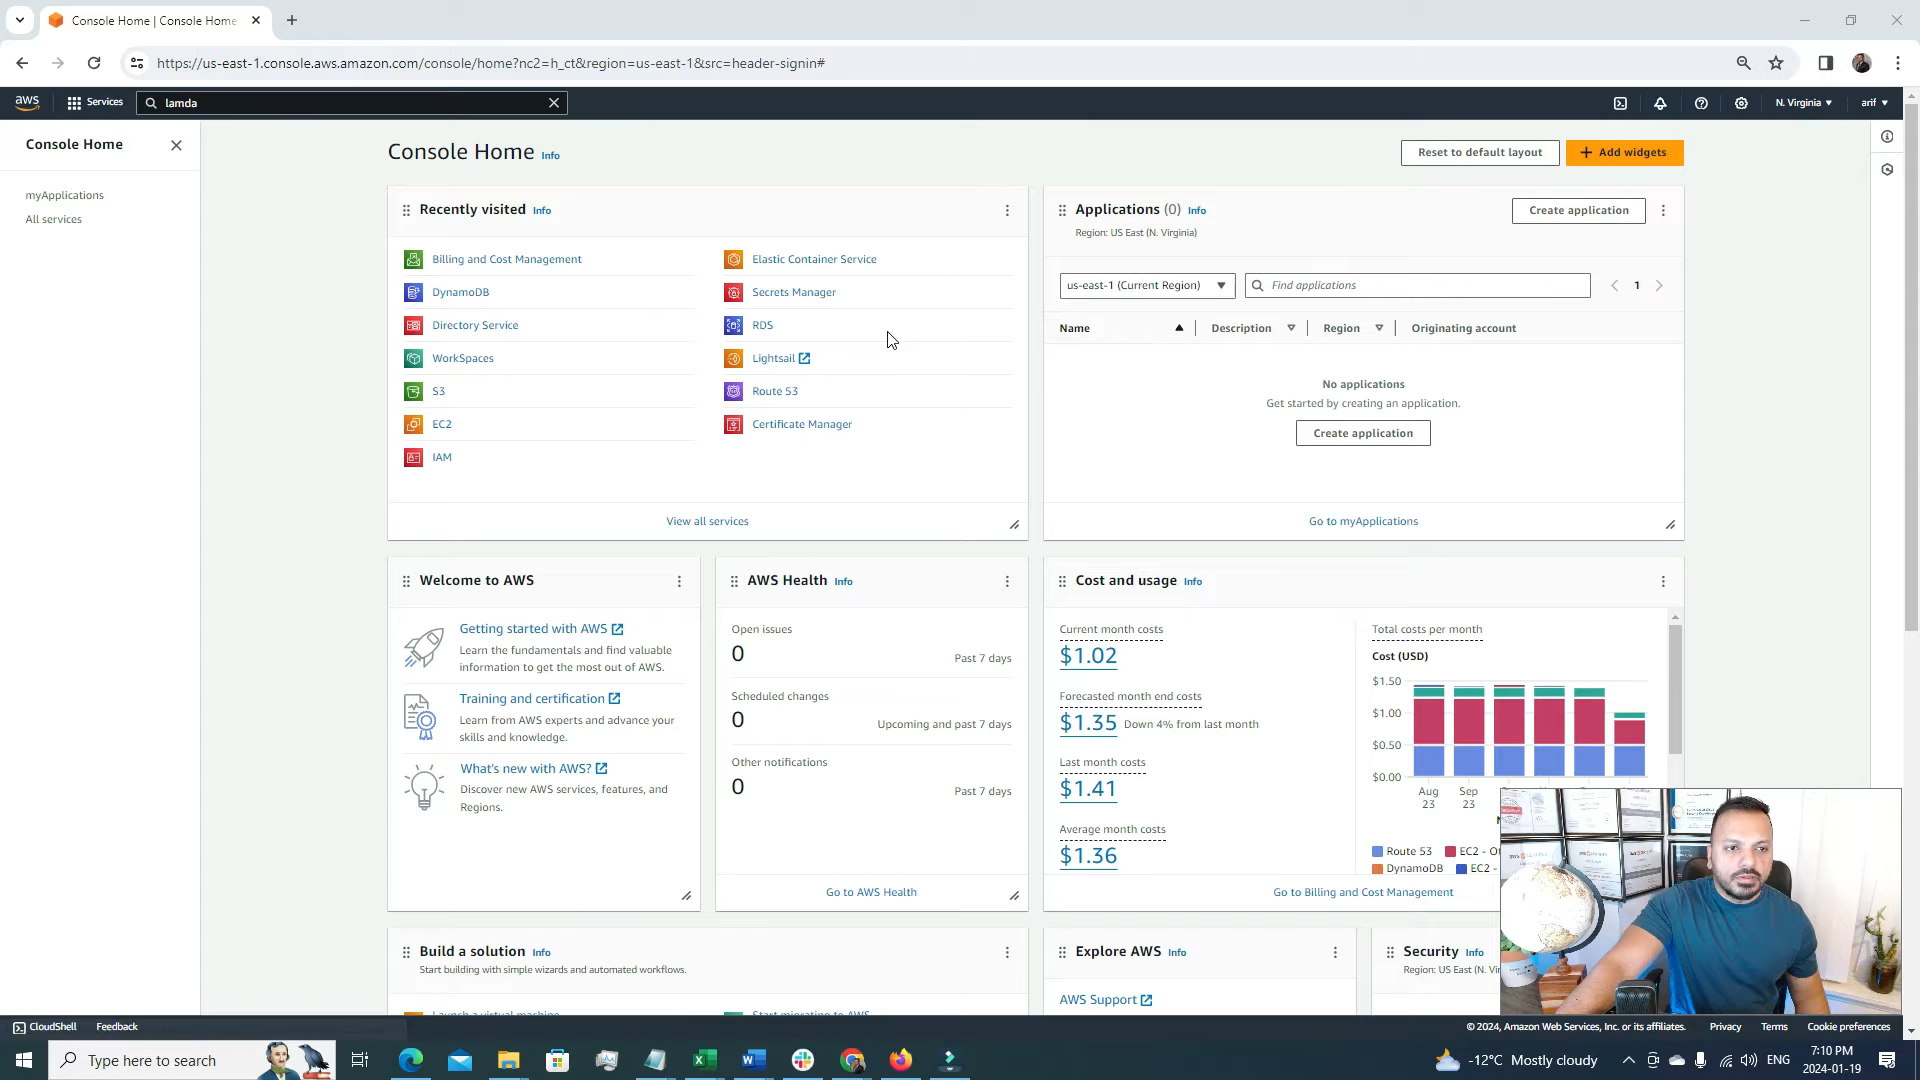 Console Home | Console Home
https://us-east-1.console.aws.amazon.com/console/home?nc2=h_ct&region=us-east-1&src=header-signin#
aws
Services
lamda
N. Virginia
arif
Console Home
myApplications
All services
Console Home Info
Reset to default layout
Add widgets
Recently visited Info
Billing and Cost Management
DynamoDB
Directory Service
WorkSpaces
S3
EC2
IAM
Elastic Container Service
Secrets Manager
RDS
Lightsail
Route 53
Certificate Manager
View all services
Applications (0) Info
Region: US East (N. Virginia)
Create application
us-east-1 (Current Region)
Find applications
1
Name
Description
Region
Originating account
No applications
Get started by creating an application.
Create application
Go to myApplications
Welcome to AWS
Getting started with AWS
Learn the fundamentals and find valuable
information to get the most out of AWS.
Training and certification
Learn from AWS experts and advance your
skills and knowledge.
What's new with AWS?
Discover new AWS services, features, and
Regions.
AWS Health Info
Open issues
0
Past 7 days
Scheduled changes
0
Upcoming and past 7 days
Other notifications
0
Past 7 days
Go to AWS Health
Cost and usage Info
Current month costs
$1.02
Forecasted month end costs
$1.35 Down 4% from last month
Last month costs
$1.41
Average month costs
$1.36
Total costs per month
Cost (USD)
$1.50
$1.00
$0.50
$0.00
Aug
23
Sep
23
Route 53
EC2 - O
DynamoDB
EC2 -
Go to Billing and Cost Management
Build a solution Info
Start building with simple wizards and automated workflows.
Launch a virtual machine
Start migrating to AWS
Explore AWS Info
AWS Support
Security Info
Region: US East (N. Vir
CloudShell
Feedback
© 2024, Amazon Web Services, Inc. or its affiliates.
Privacy
Terms
Cookie preferences
Type here to search
-12°C Mostly cloudy
ENG
7:10 PM
2024-01-19